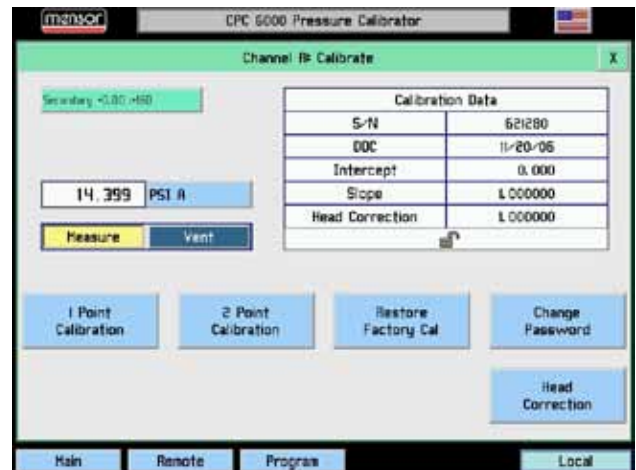 mensor
CPC 6000 Pressure Calibrator
Channel A: Calibrate X
Secondary
Calibration Data
S/N 621280
DOC 11/20/06
Intercept 0.000
Slope 1.000000
Head Correction 1.000000
14.399 PSI A
Measure Vent
1 Point Calibration
2 Point Calibration
Restore Factory Cal
Change Password
Head Correction
Main Remote Program Local